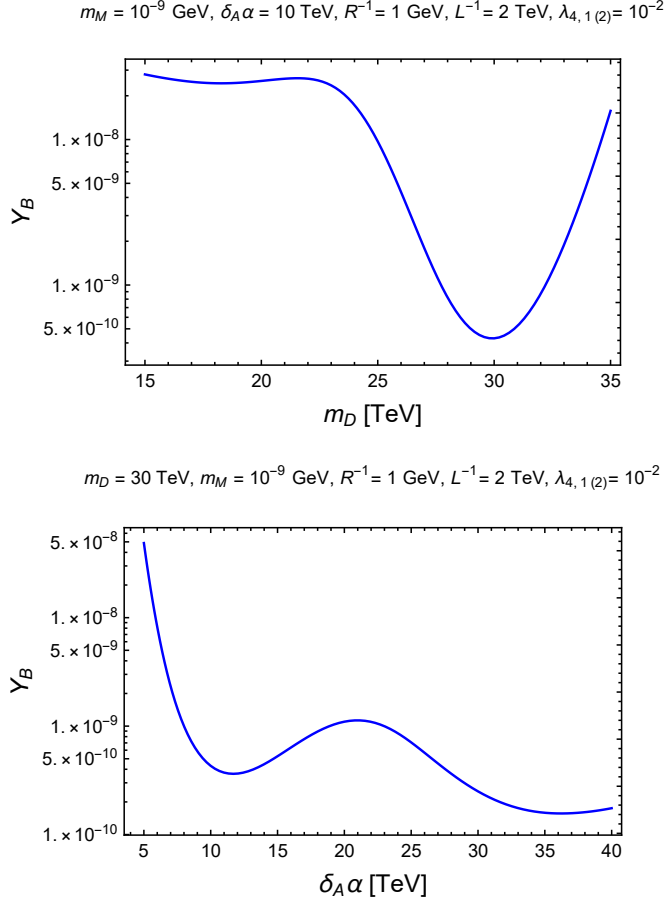 m_M = 10^-9 GeV, δ_Aα = 10 TeV, R^-1 = 1 GeV, L^-1 = 2 TeV, λ_4, 1 (2) = 10^-2
1. × 10^-8
5. × 10^-9
Y_B
1. × 10^-9
5. × 10^-10
15 20 25 30 35
m_D [TeV]
m_D = 30 TeV, m_M = 10^-9 GeV, R^-1 = 1 GeV, L^-1 = 2 TeV, λ_4, 1 (2) = 10^-2
5. × 10^-8
1. × 10^-8
5. × 10^-9
Y_B
1. × 10^-9
5. × 10^-10
1. × 10^-10
5 10 15 20 25 30 35 40
δ_Aα [TeV]